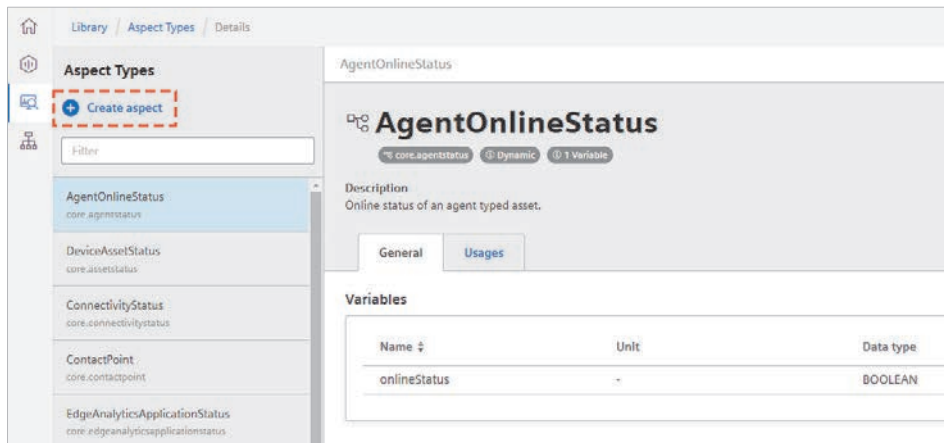 Library / Aspect Types / Details
Aspect Types
Create aspect
Filter
AgentOnlineStatus
core.agentstatus
DeviceAssetStatus
core.assetstatus
ConnectivityStatus
core.connectivitystatus
ContactPoint
core.contactpoint
EdgeAnalyticsApplicationStatus
core.edgeanalyticsapplicationstatus
AgentOnlineStatus
AgentOnlineStatus
core.agentstatus Dynamic 1 Variable
Description
Online status of an agent typed asset.
General Usages
Variables
Name Unit Data type
onlineStatus - BOOLEAN